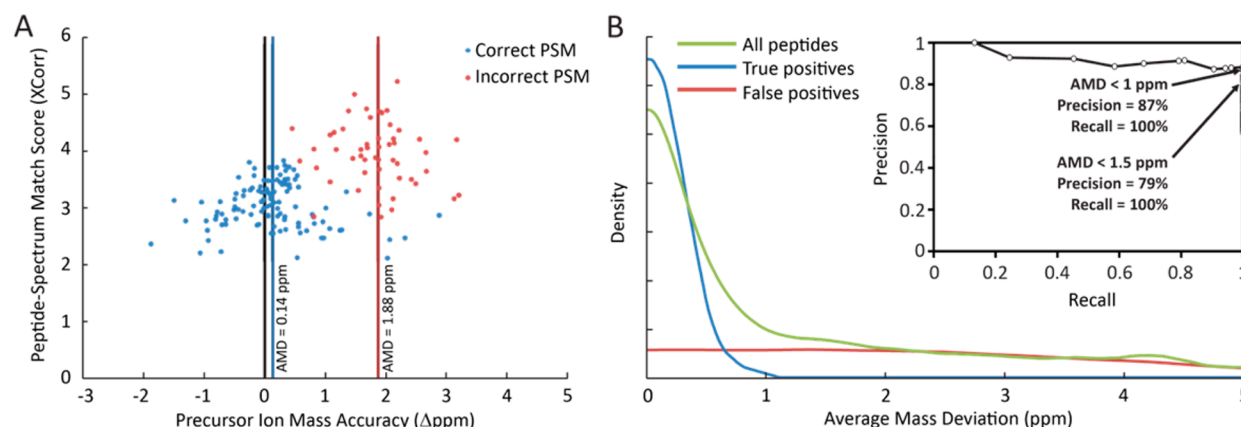 A
Peptide-Spectrum Match Score (XCorr)
6
5
4
3
2
1
0
Correct PSM
Incorrect PSM
AMD = 0.14 ppm
AMD = 1.88 ppm
-3 -2 -1 0 1 2 3 4 5
Precursor Ion Mass Accuracy (Δppm)
B
Density
All peptides
True positives
False positives
0 1 2 3 4 5
Average Mass Deviation (ppm)
Precision
1
0.8
0.6
0.4
0.2
0
AMD < 1 ppm
Precision = 87%
Recall = 100%
AMD < 1.5 ppm
Precision = 79%
Recall = 100%
0 0.2 0.4 0.6 0.8 1
Recall